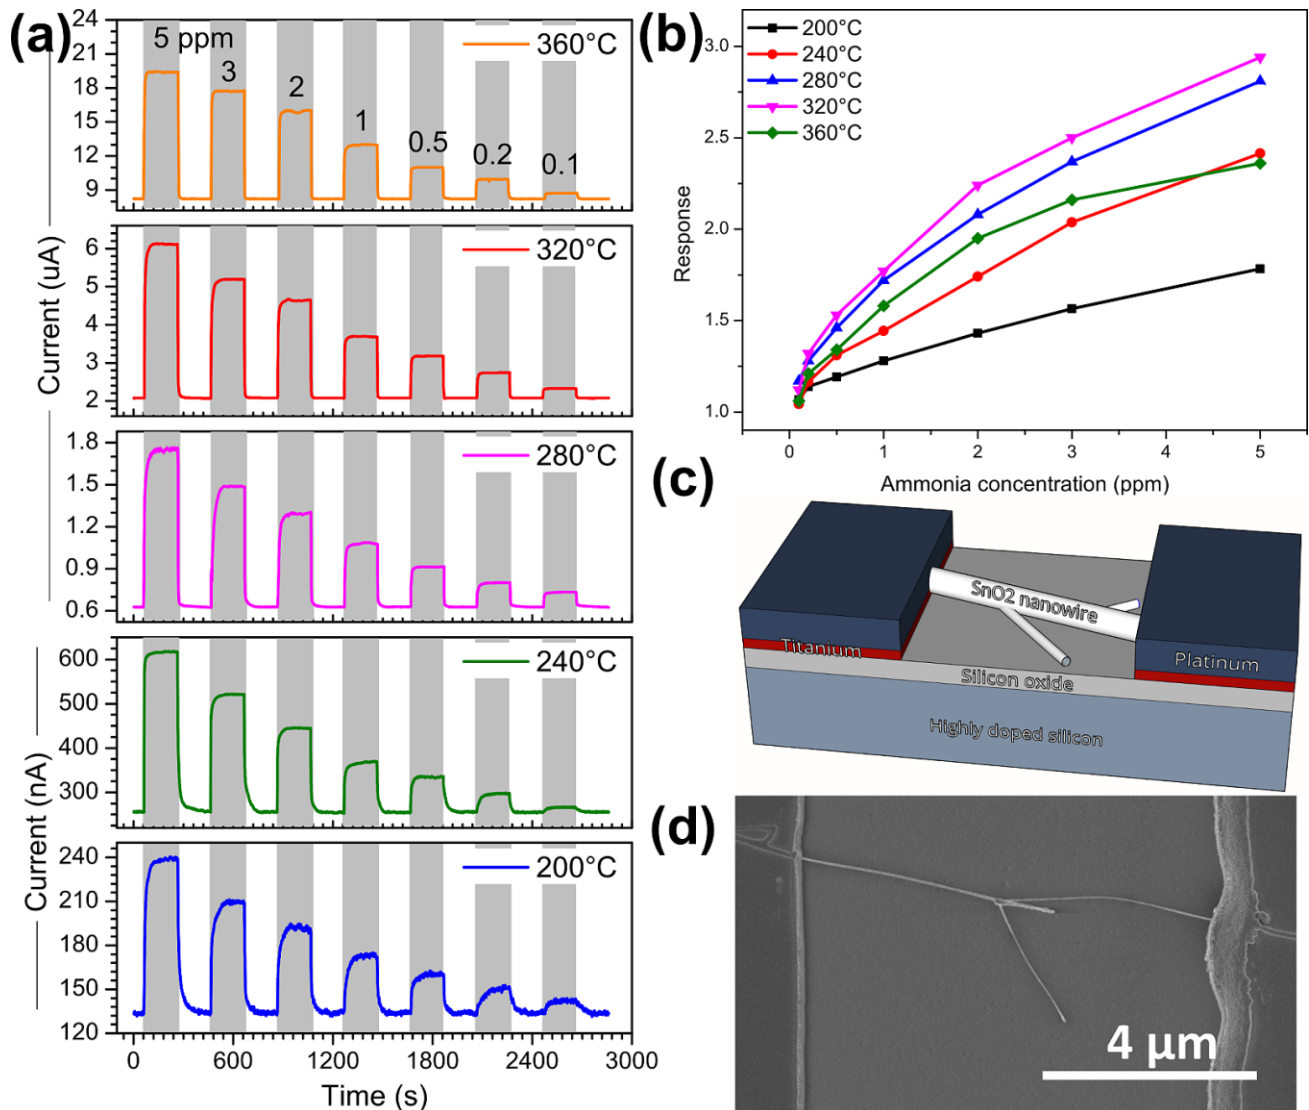 (a)
24
21
18
15
12
9
5 ppm
3
2
1
0.5
0.2
0.1
360°C
6
5
4
3
2
320°C
Current (uA)
1.8
1.5
1.2
0.9
0.6
280°C
600
500
400
300
240°C
Current (nA)
240
210
180
150
120
200°C
0
600
1200
1800
2400
3000
Time (s)
(b)
200°C
240°C
280°C
320°C
360°C
3.0
2.5
2.0
1.5
1.0
Response
0
1
2
3
4
5
Ammonia concentration (ppm)
(c)
SnO2 nanowire
Titanium
Platinum
Silicon oxide
Highly doped silicon
(d)
4 µm